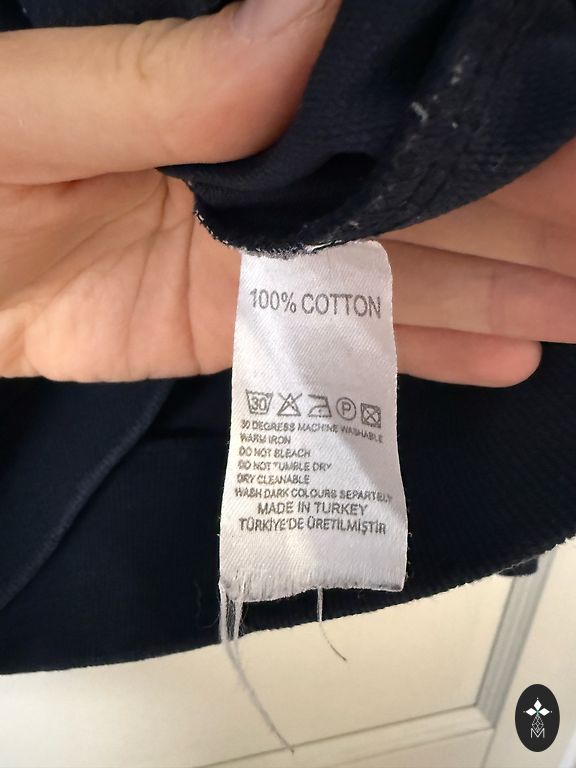 100% COTTON
30 P
30 DEGRESS MACHINE WASHABLE
WARM IRON
DO NOT BLEACH
DO NOT TUMBLE DRY
DRY CLEANABLE
WASH DARK COLOURS SEPARTELY
MADE IN TURKEY
TÜRKİYE'DE ÜRETİLMİŞTİR
M